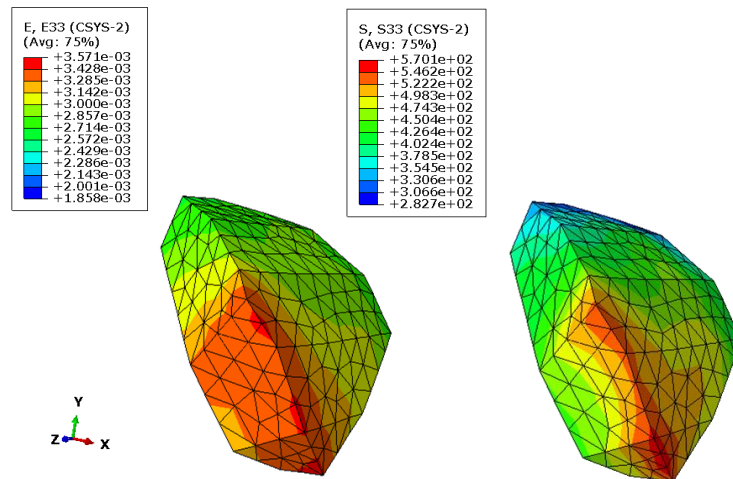 E, E33 (CSYS-2)
(Avg: 75%)
+3.571e-03
+3.428e-03
+3.285e-03
+3.142e-03
+3.000e-03
+2.857e-03
+2.714e-03
+2.572e-03
+2.429e-03
+2.286e-03
+2.143e-03
+2.001e-03
+1.858e-03
S, S33 (CSYS-2)
(Avg: 75%)
+5.701e+02
+5.462e+02
+5.222e+02
+4.983e+02
+4.743e+02
+4.504e+02
+4.264e+02
+4.024e+02
+3.785e+02
+3.545e+02
+3.306e+02
+3.066e+02
+2.827e+02
Y
Z X